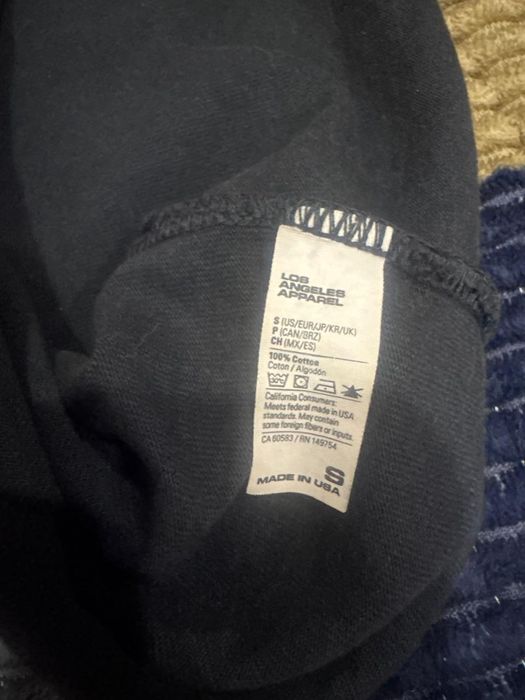 LOS
ANGELES
APPAREL
S (US/EUR/JP/KR/UK)
P (CAN/BRZ)
CH (MX/ES)
100% Cotton
Coton / Algodón
30°C
California Consumers:
Meets federal made in USA
standards. May contain
some foreign fibers or inputs.
CA 60583 / RN 149754
S
MADE IN USA